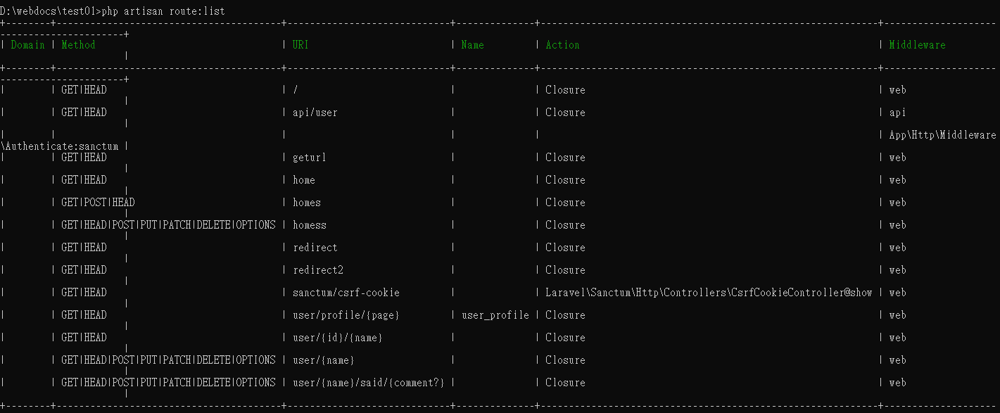 D:\webdocs\test01>php artisan route:list
+--------+----------------------------------------+-----------------------------+-------------+------------------------------------------------------------+--------------------
----------------------+
| Domain | Method | URI | Name | Action | Middleware
|
+--------+----------------------------------------+-----------------------------+-------------+------------------------------------------------------------+--------------------
----------------------+
| | GET|HEAD | / | | Closure | web
|
| | GET|HEAD | api/user | | Closure | api
|
| | | | | | App\Http\Middleware
\Authenticate:sanctum |
| | GET|HEAD | geturl | | Closure | web
|
| | GET|HEAD | home | | Closure | web
|
| | GET|POST|HEAD | homes | | Closure | web
|
| | GET|HEAD|POST|PUT|PATCH|DELETE|OPTIONS | homess | | Closure | web
|
| | GET|HEAD | redirect | | Closure | web
|
| | GET|HEAD | redirect2 | | Closure | web
|
| | GET|HEAD | sanctum/csrf-cookie | | Laravel\Sanctum\Http\Controllers\CsrfCookieController@show | web
|
| | GET|HEAD | user/profile/{page} | user_profile | Closure | web
|
| | GET|HEAD | user/{id}/{name} | | Closure | web
|
| | GET|HEAD|POST|PUT|PATCH|DELETE|OPTIONS | user/{name} | | Closure | web
|
| | GET|HEAD|POST|PUT|PATCH|DELETE|OPTIONS | user/{name}/said/{comment?} | | Closure | web
|
+--------+----------------------------------------+-----------------------------+-------------+------------------------------------------------------------+--------------------